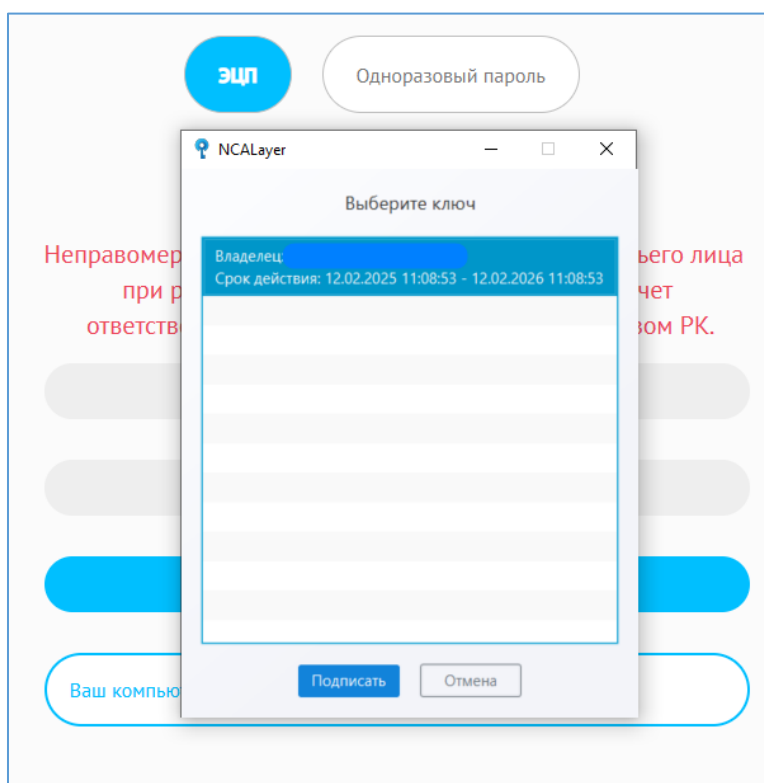 ЭЦП
Одноразовый пароль
NCALayer
Выберите ключ
Неправомер
ьего лица
Владелец:
Срок действия: 12.02.2025 11:08:53 - 12.02.2026 11:08:53
при р
чет
ответств
вом РК.
Ваш компью
Подписать
Отмена